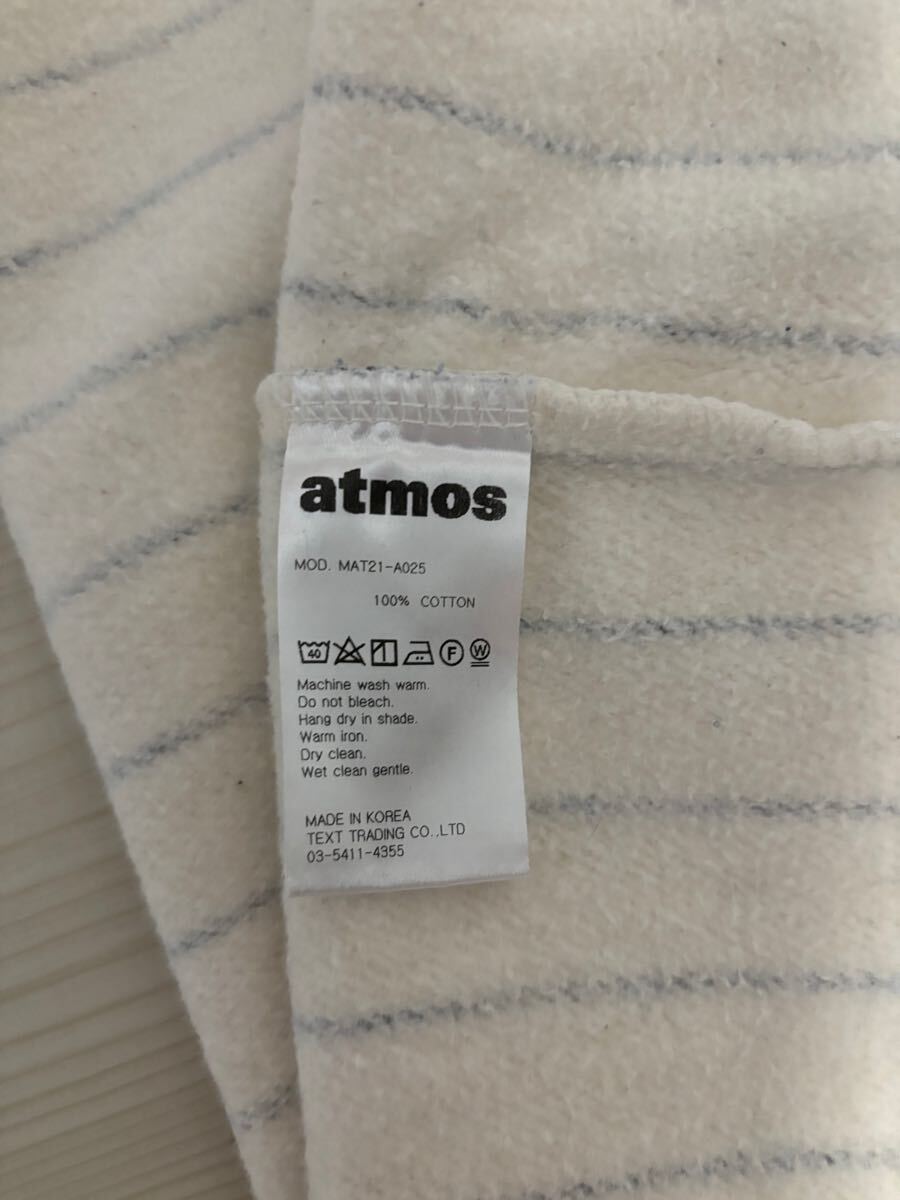 atmos
MOD. MAT21-A025
100% COTTON
40 F W
Machine wash warm.
Do not bleach.
Hang dry in shade.
Warm iron.
Dry clean.
Wet clean gentle.
MADE IN KOREA
TEXT TRADING CO.,LTD
03-5411-4355